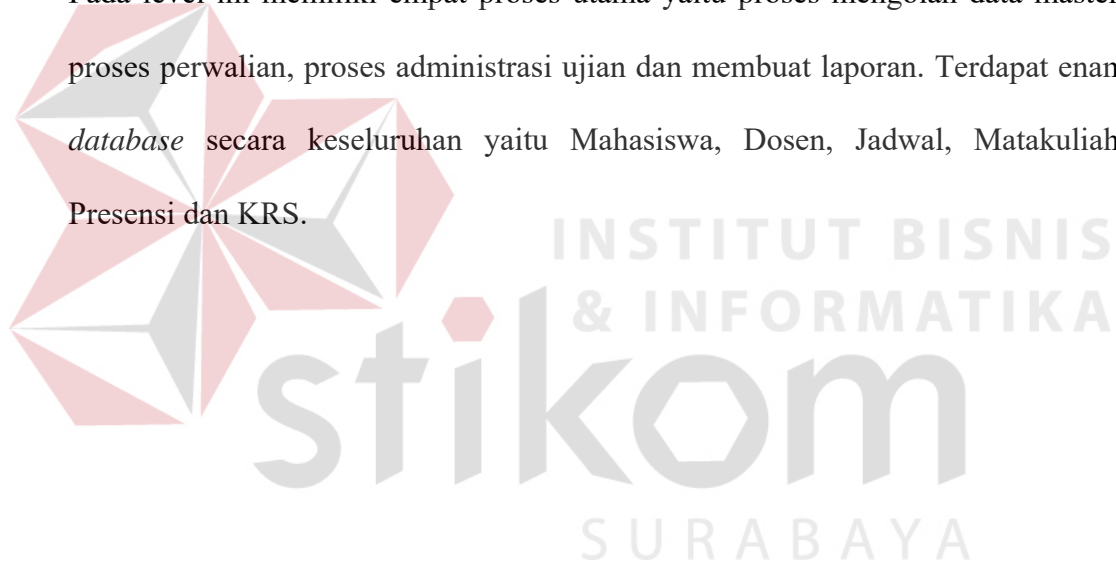 Pada level ini memiliki empat proses utama yaitu proses mengolah data master
proses perwalian, proses administrasi ujian dan membuat laporan. Terdapat enam
database secara keseluruhan yaitu Mahasiswa, Dosen, Jadwal, Matakuliah
Presensi dan KRS.
INSTITUT BISNIS
& INFORMATIKA
stikom
SURABAYA